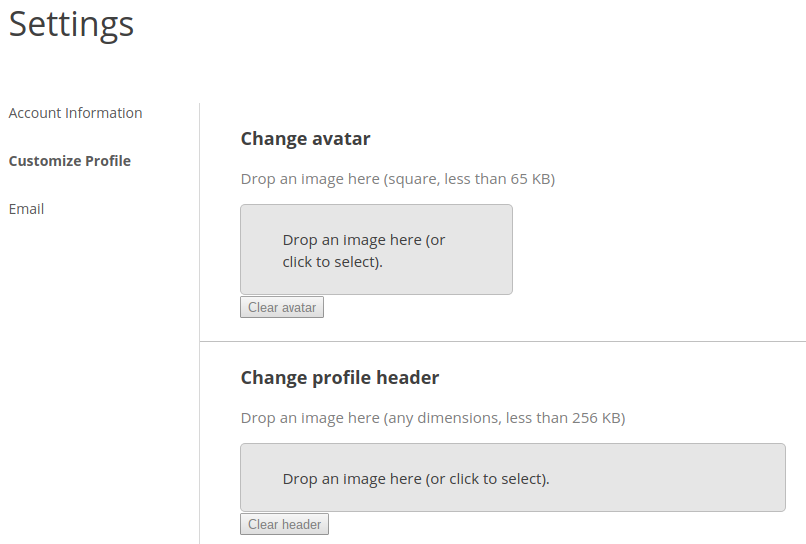 Settings
Account Information
Customize Profile
Email
Change avatar
Drop an image here (square, less than 65 KB)
Drop an image here (or
click to select).
Clear avatar
Change profile header
Drop an image here (any dimensions, less than 256 KB)
Drop an image here (or click to select).
Clear header